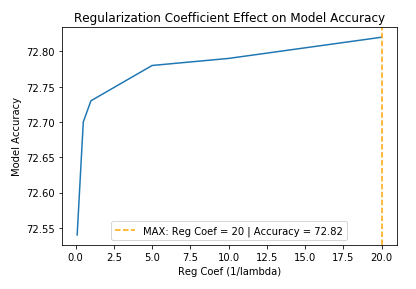 Regularization Coefficient Effect on Model Accuracy
Model Accuracy
72.80
72.75
72.70
72.65
72.60
72.55
MAX: Reg Coef = 20 | Accuracy = 72.82
0.0 2.5 5.0 7.5 10.0 12.5 15.0 17.5 20.0
Reg Coef (1/lambda)